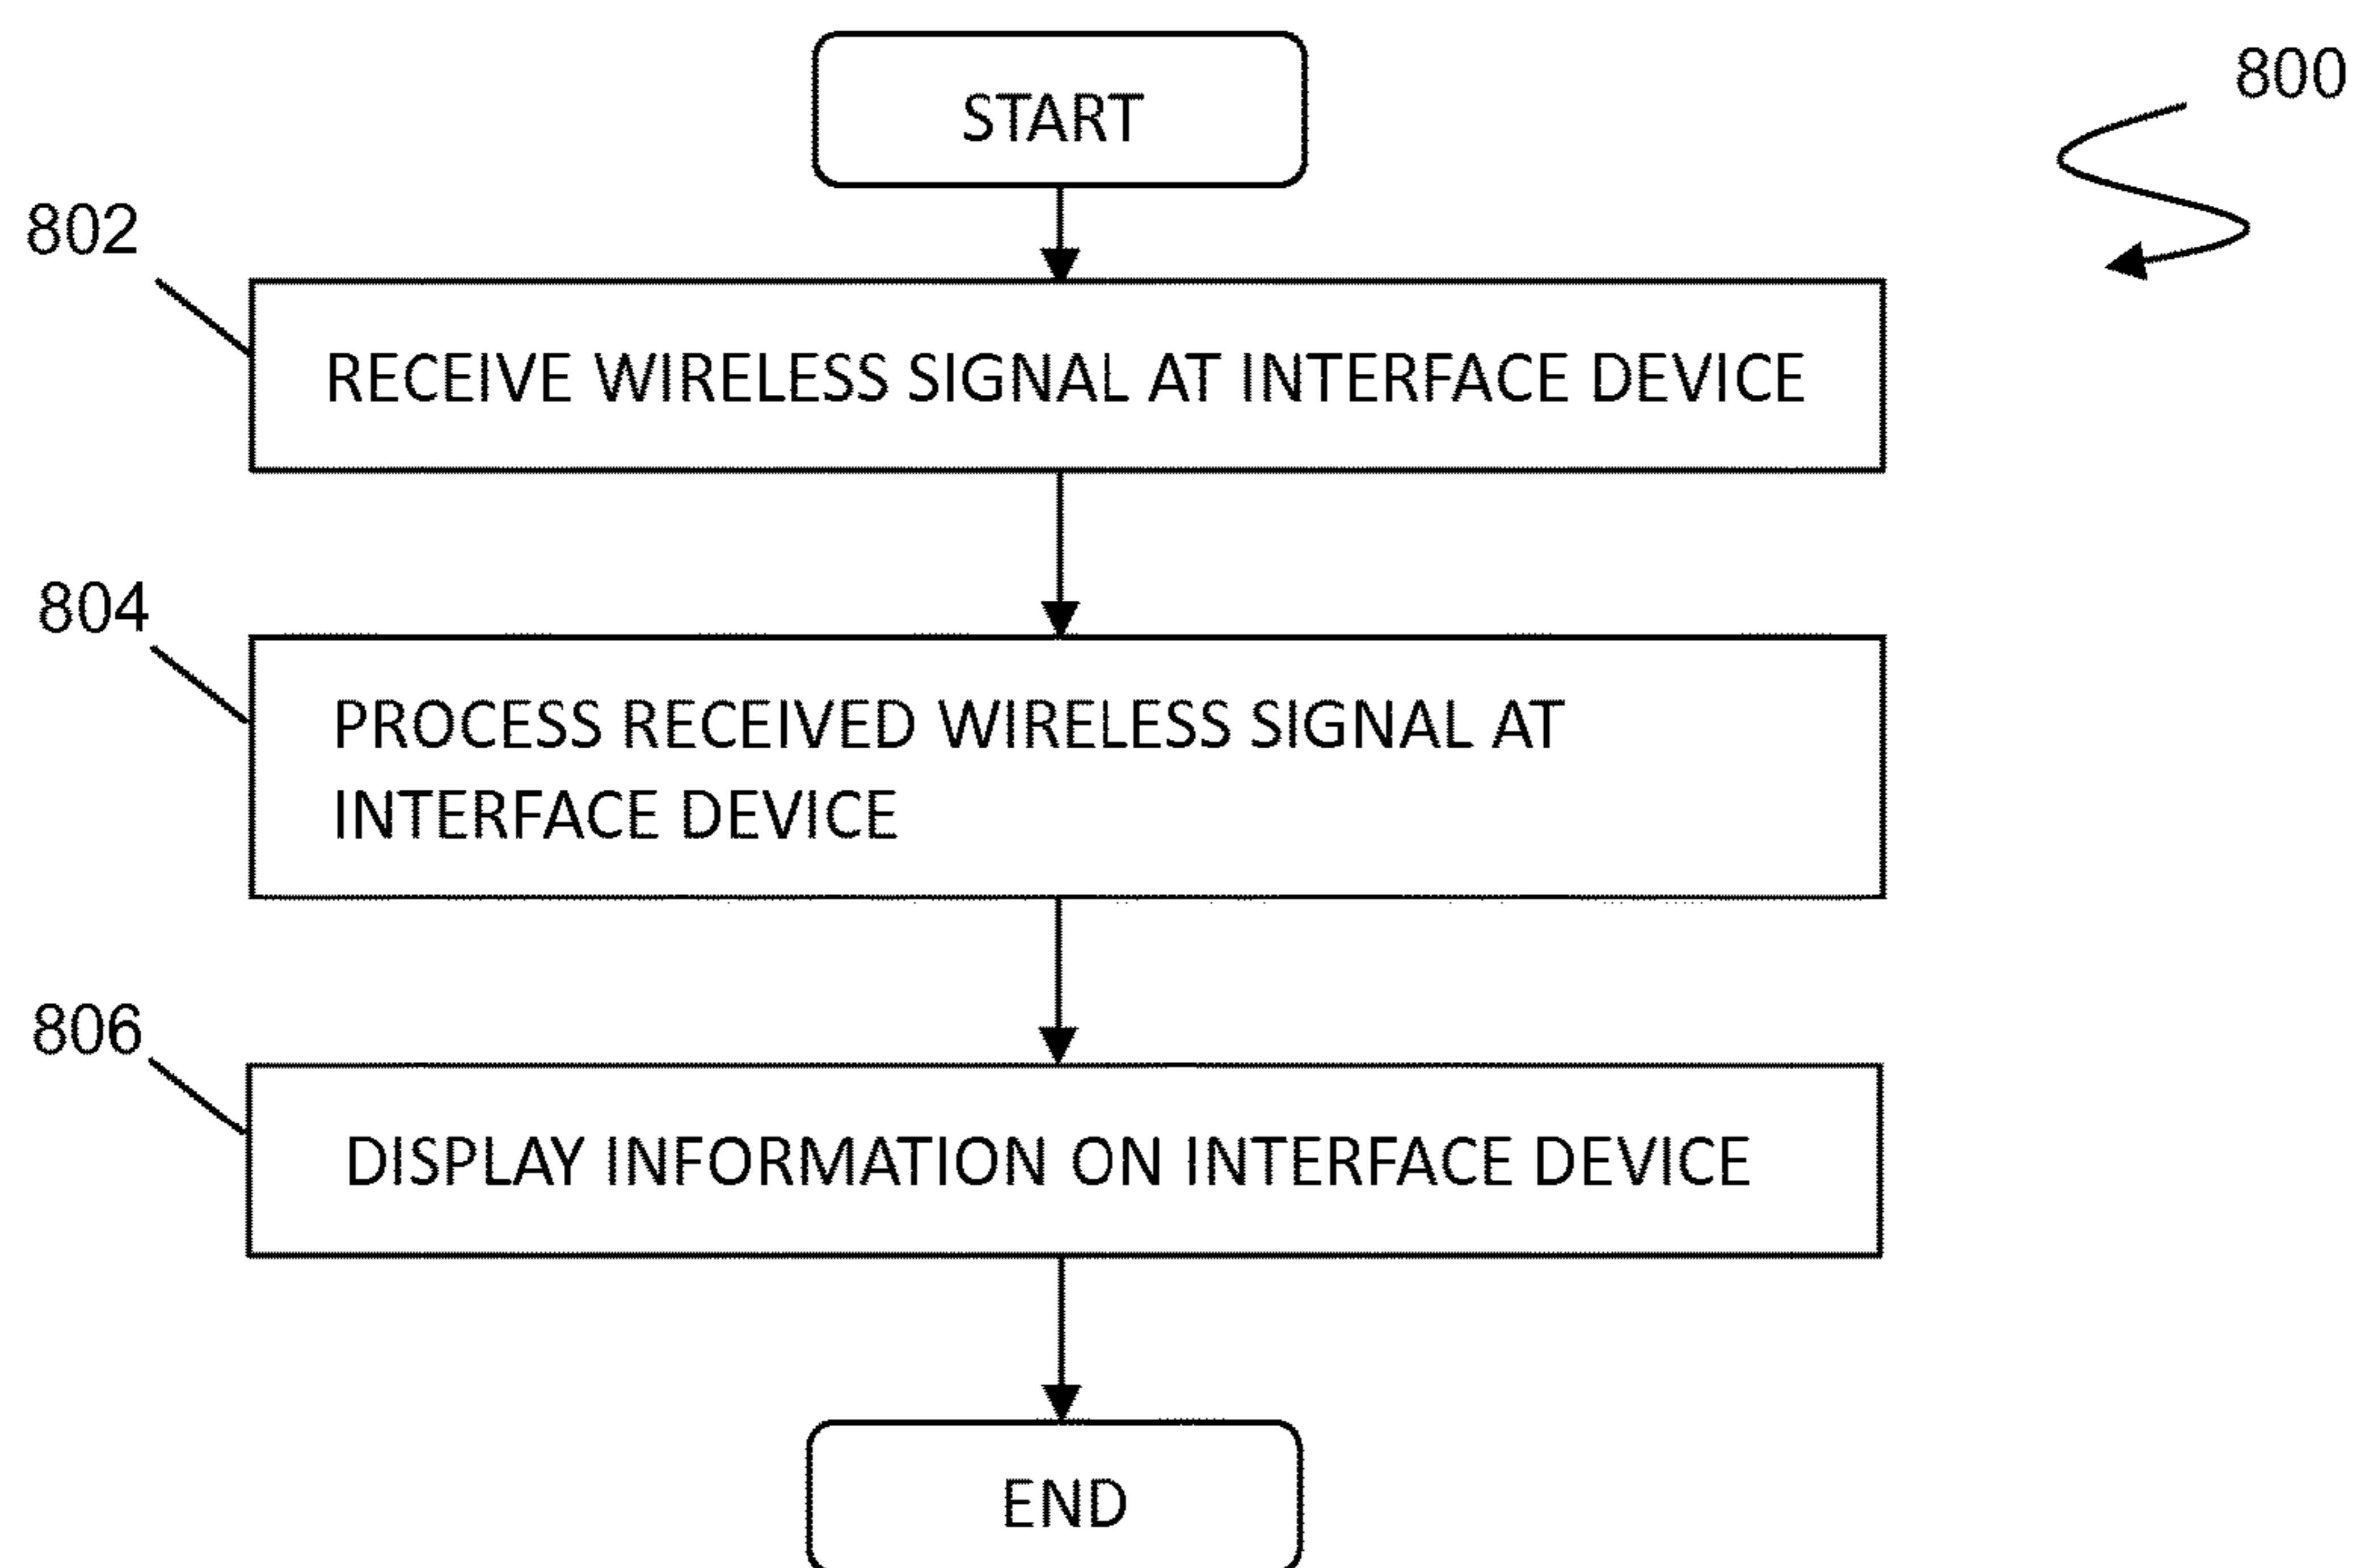 START
800
802
RECEIVE WIRELESS SIGNAL AT INTERFACE DEVICE
804
PROCESS RECEIVED WIRELESS SIGNAL AT
INTERFACE DEVICE
806
DISPLAY INFORMATION ON INTERFACE DEVICE
END